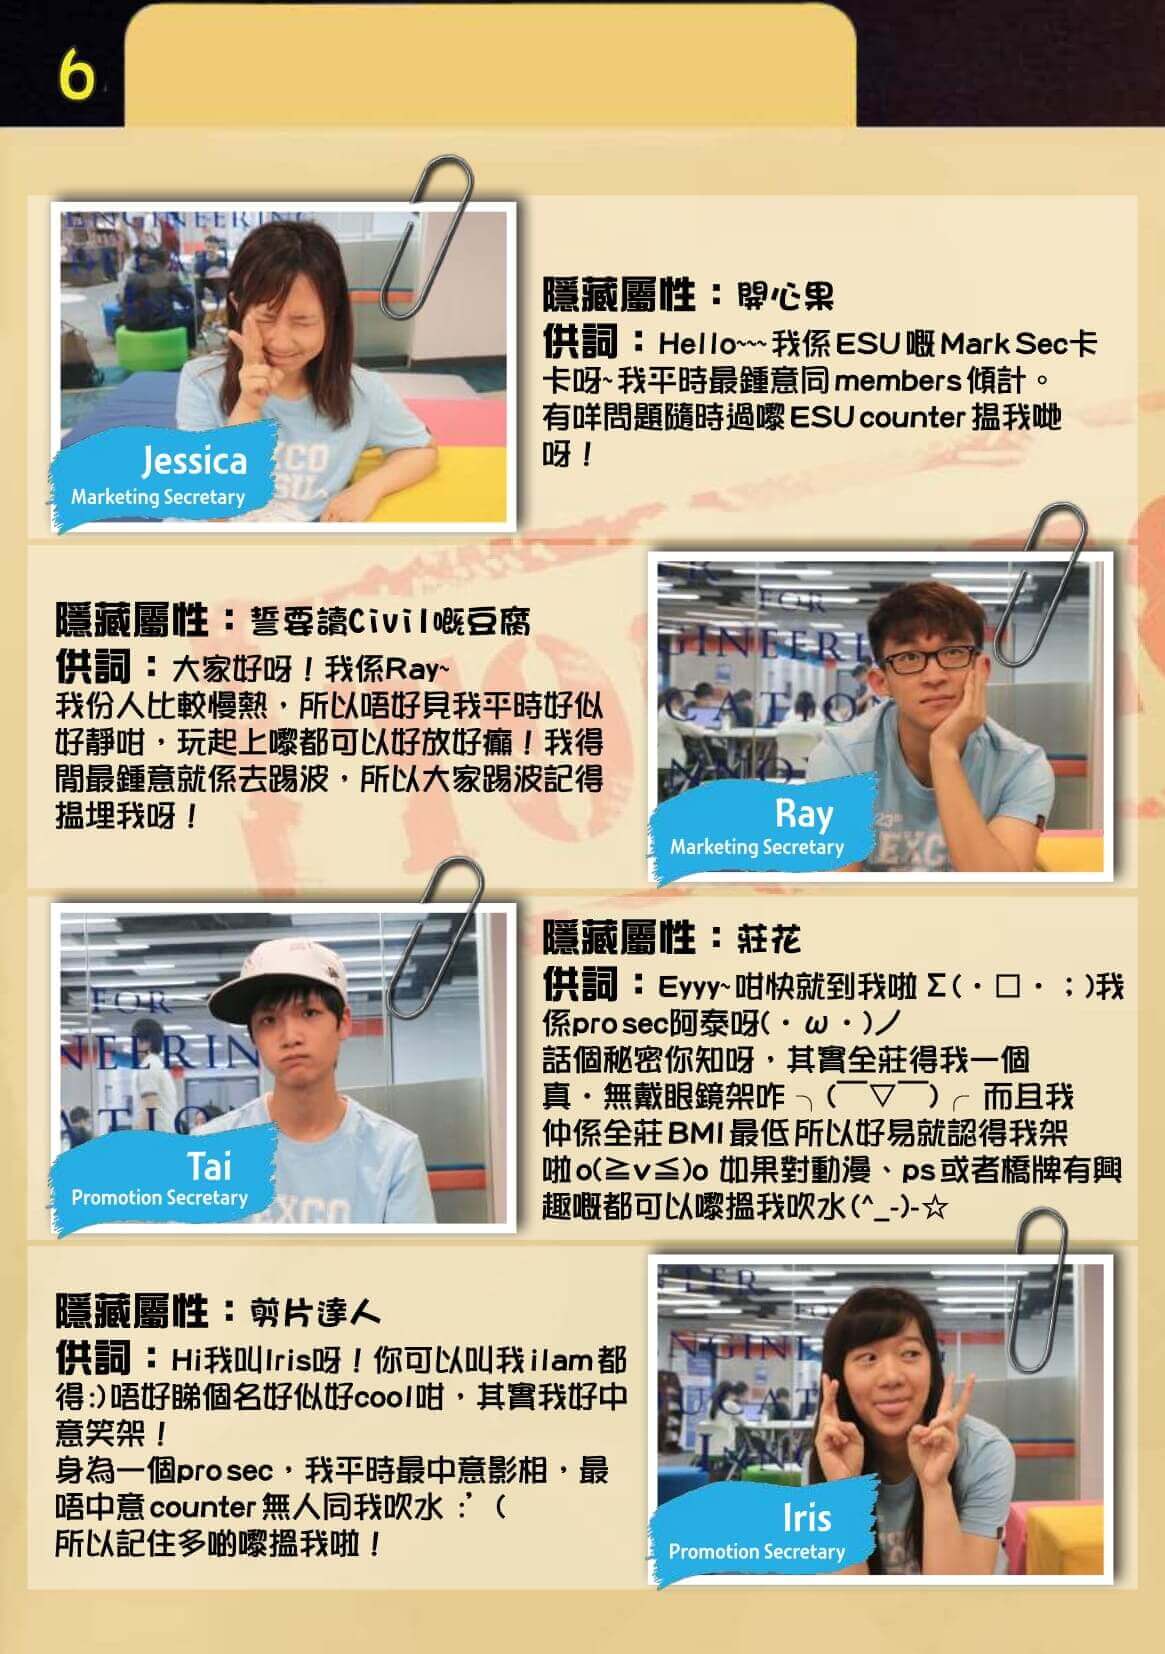 6
ENGINEERING
隱藏屬性：開心果
供詞：Hello~~~我係ESU嘅Mark Sec卡
卡呀~我平時最鍾意同members傾計。
有咩問題隨時過嚟ESU counter搵我哋
呀！
Jessica
Marketing Secretary
隱藏屬性：誓要讀Civil嘅豆腐
供詞：大家好呀！我係Ray~
我份人比較慢熱，所以唔好見我平時好似
好靜咁，玩起上嚟都可以好放好癲！我得
閒最鍾意就係去踢波，所以大家踢波記得
搵埋我呀！
FOR
GINEERI
CATION
NNO
23rd
EXC
Ray
Marketing Secretary
隱藏屬性：莊花
供詞：Eyyy~咁快就到我啦Σ(・□・；)我
係pro sec阿泰呀(・ω・)ノ
話個秘密你知呀，其實全莊得我一個
真・無戴眼鏡架咋╮(￣▽￣)╭ 而且我
仲係全莊BMI最低所以好易就認得我架
啦o(≧v≦)o 如果對動漫、ps或者橋牌有興
趣嘅都可以嚟搵我吹水(^_-)-☆
FOR
NEERIN
CATIO
EXCO
Tai
Promotion Secretary
隱藏屬性：剪片達人
供詞：Hi我叫Iris呀！你可以叫我ilam都
得:)唔好睇個名好似好cool咁，其實我好中
意笑架！
身為一個pro sec，我平時最中意影相，最
唔中意counter無人同我吹水 :’（
所以記住多啲嚟搵我啦！
NGINE
UCAT
Iris
Promotion Secretary